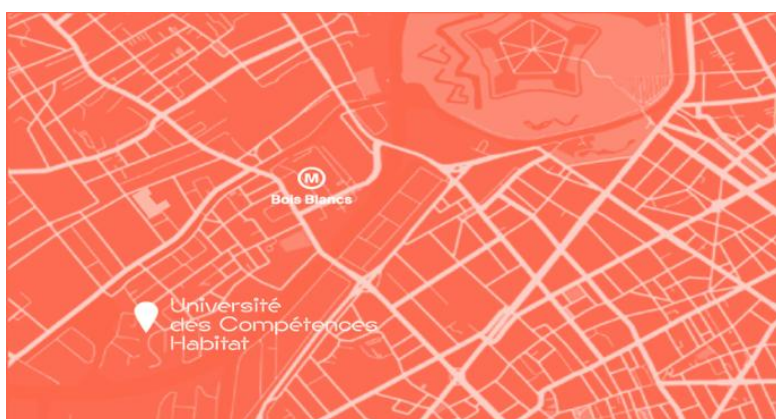 M
Bois Blancs
Université
des Compétences
Habitat